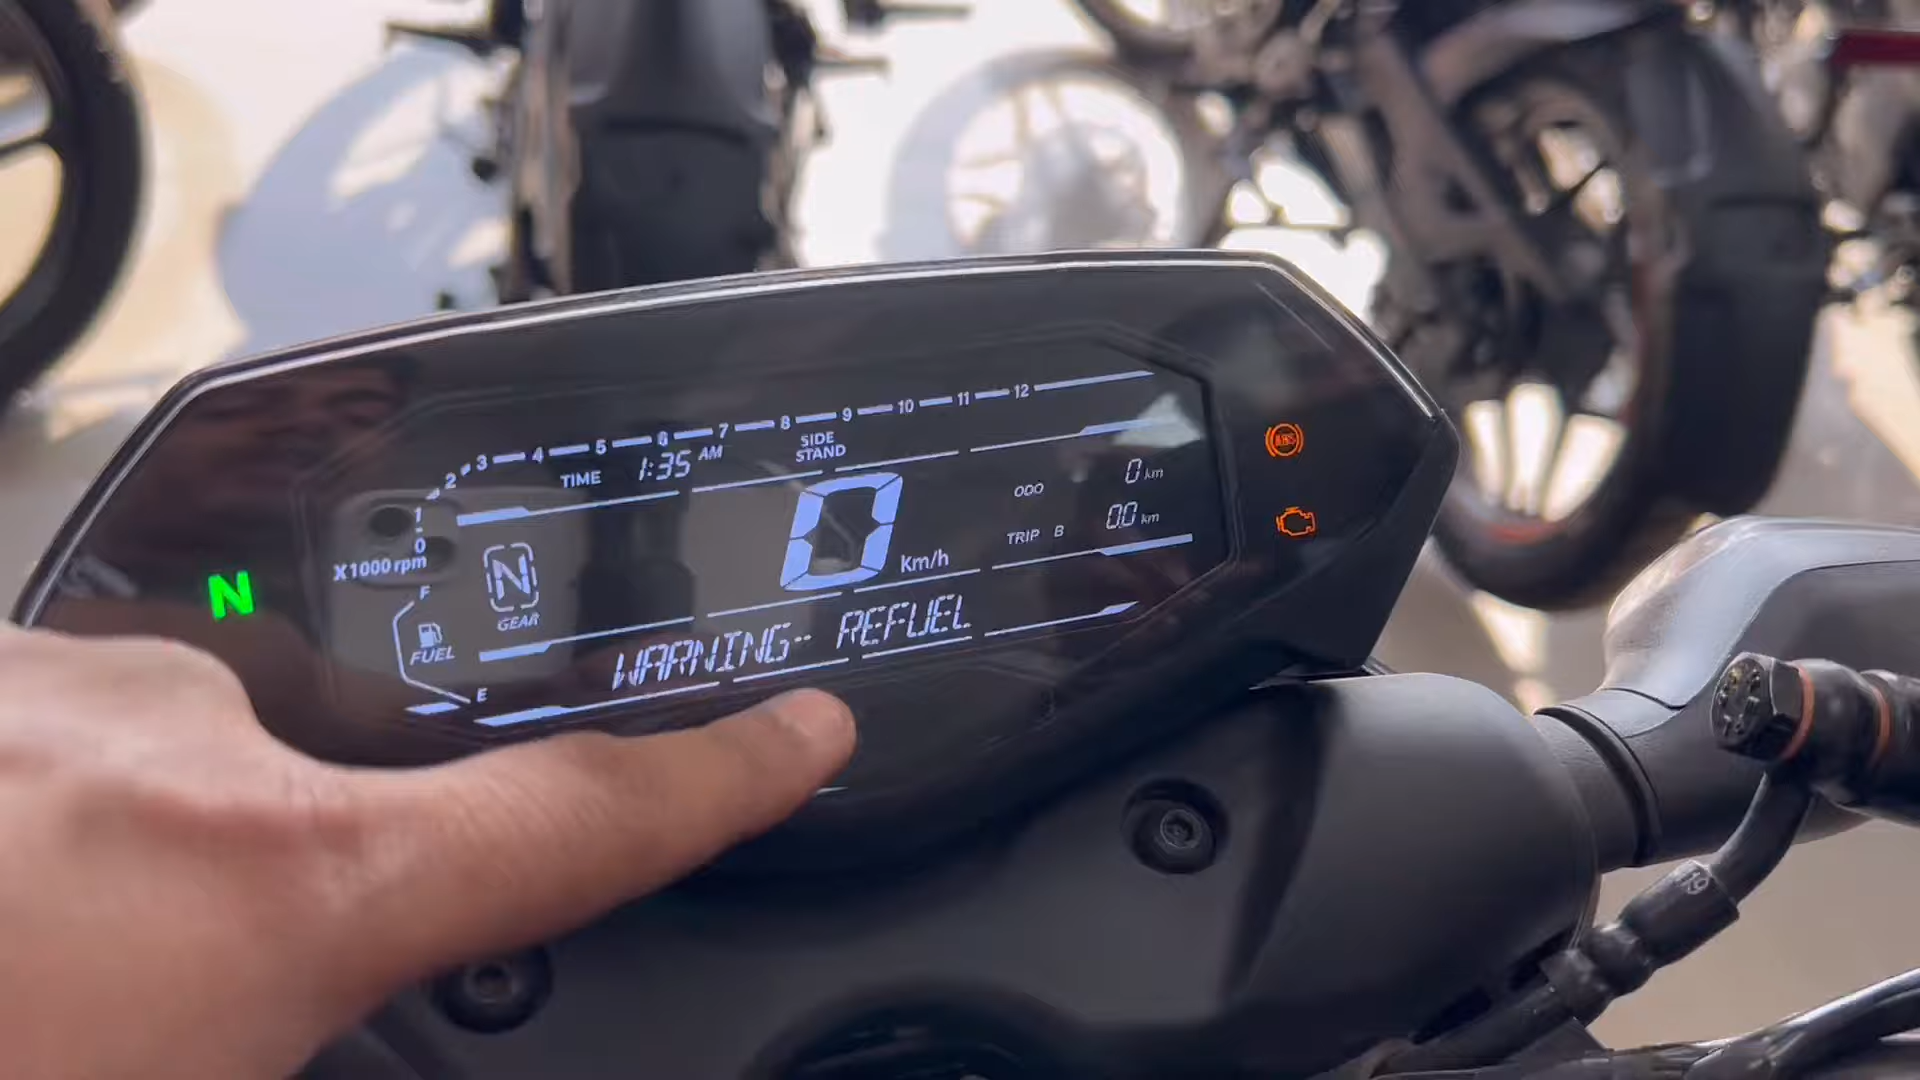 X1000 rpm 0 1 2 3 4 5 6 7 8 9 10 11 12
TIME 1:35 AM
SIDE
STAND
ABS
N
N
GEAR
0 Km/h
ODO 0 km
TRIP B 0.0 km
F
FUEL
E
WARNING-- REFUEL